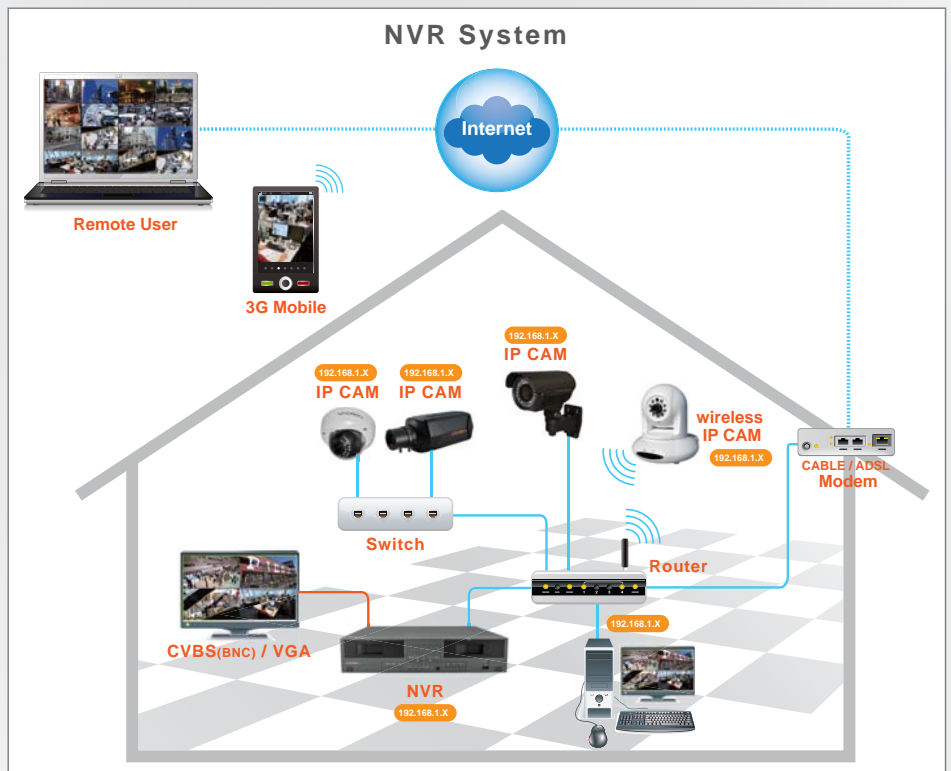 NVR System
Internet
Remote User
3G Mobile
192.168.1.X
IP CAM
192.168.1.X
IP CAM
192.168.1.X
IP CAM
wireless
IP CAM
192.168.1.X
CABLE / ADSL
Modem
Switch
Router
CVBS(BNC) / VGA
NVR
192.168.1.X
192.168.1.X